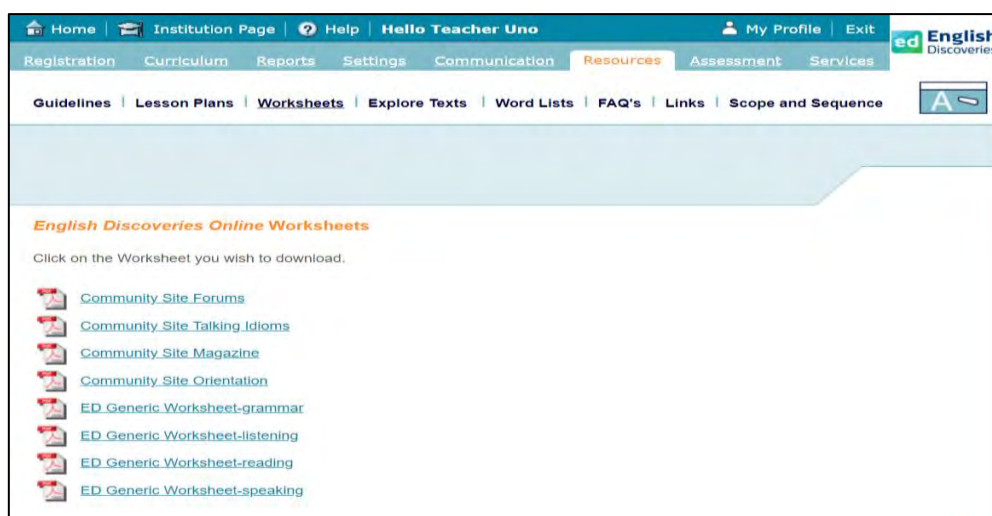 Home | Institution Page | ? Help | Hello Teacher Uno
My Profile | Exit
ed English Discoveries
Registration Curriculum Reports Settings Communication Resources Assessment Services
Guidelines | Lesson Plans | Worksheets | Explore Texts | Word Lists | FAQ's | Links | Scope and Sequence
A
English Discoveries Online Worksheets
Click on the Worksheet you wish to download.
Community Site Forums
Community Site Talking Idioms
Community Site Magazine
Community Site Orientation
ED Generic Worksheet-grammar
ED Generic Worksheet-listening
ED Generic Worksheet-reading
ED Generic Worksheet-speaking